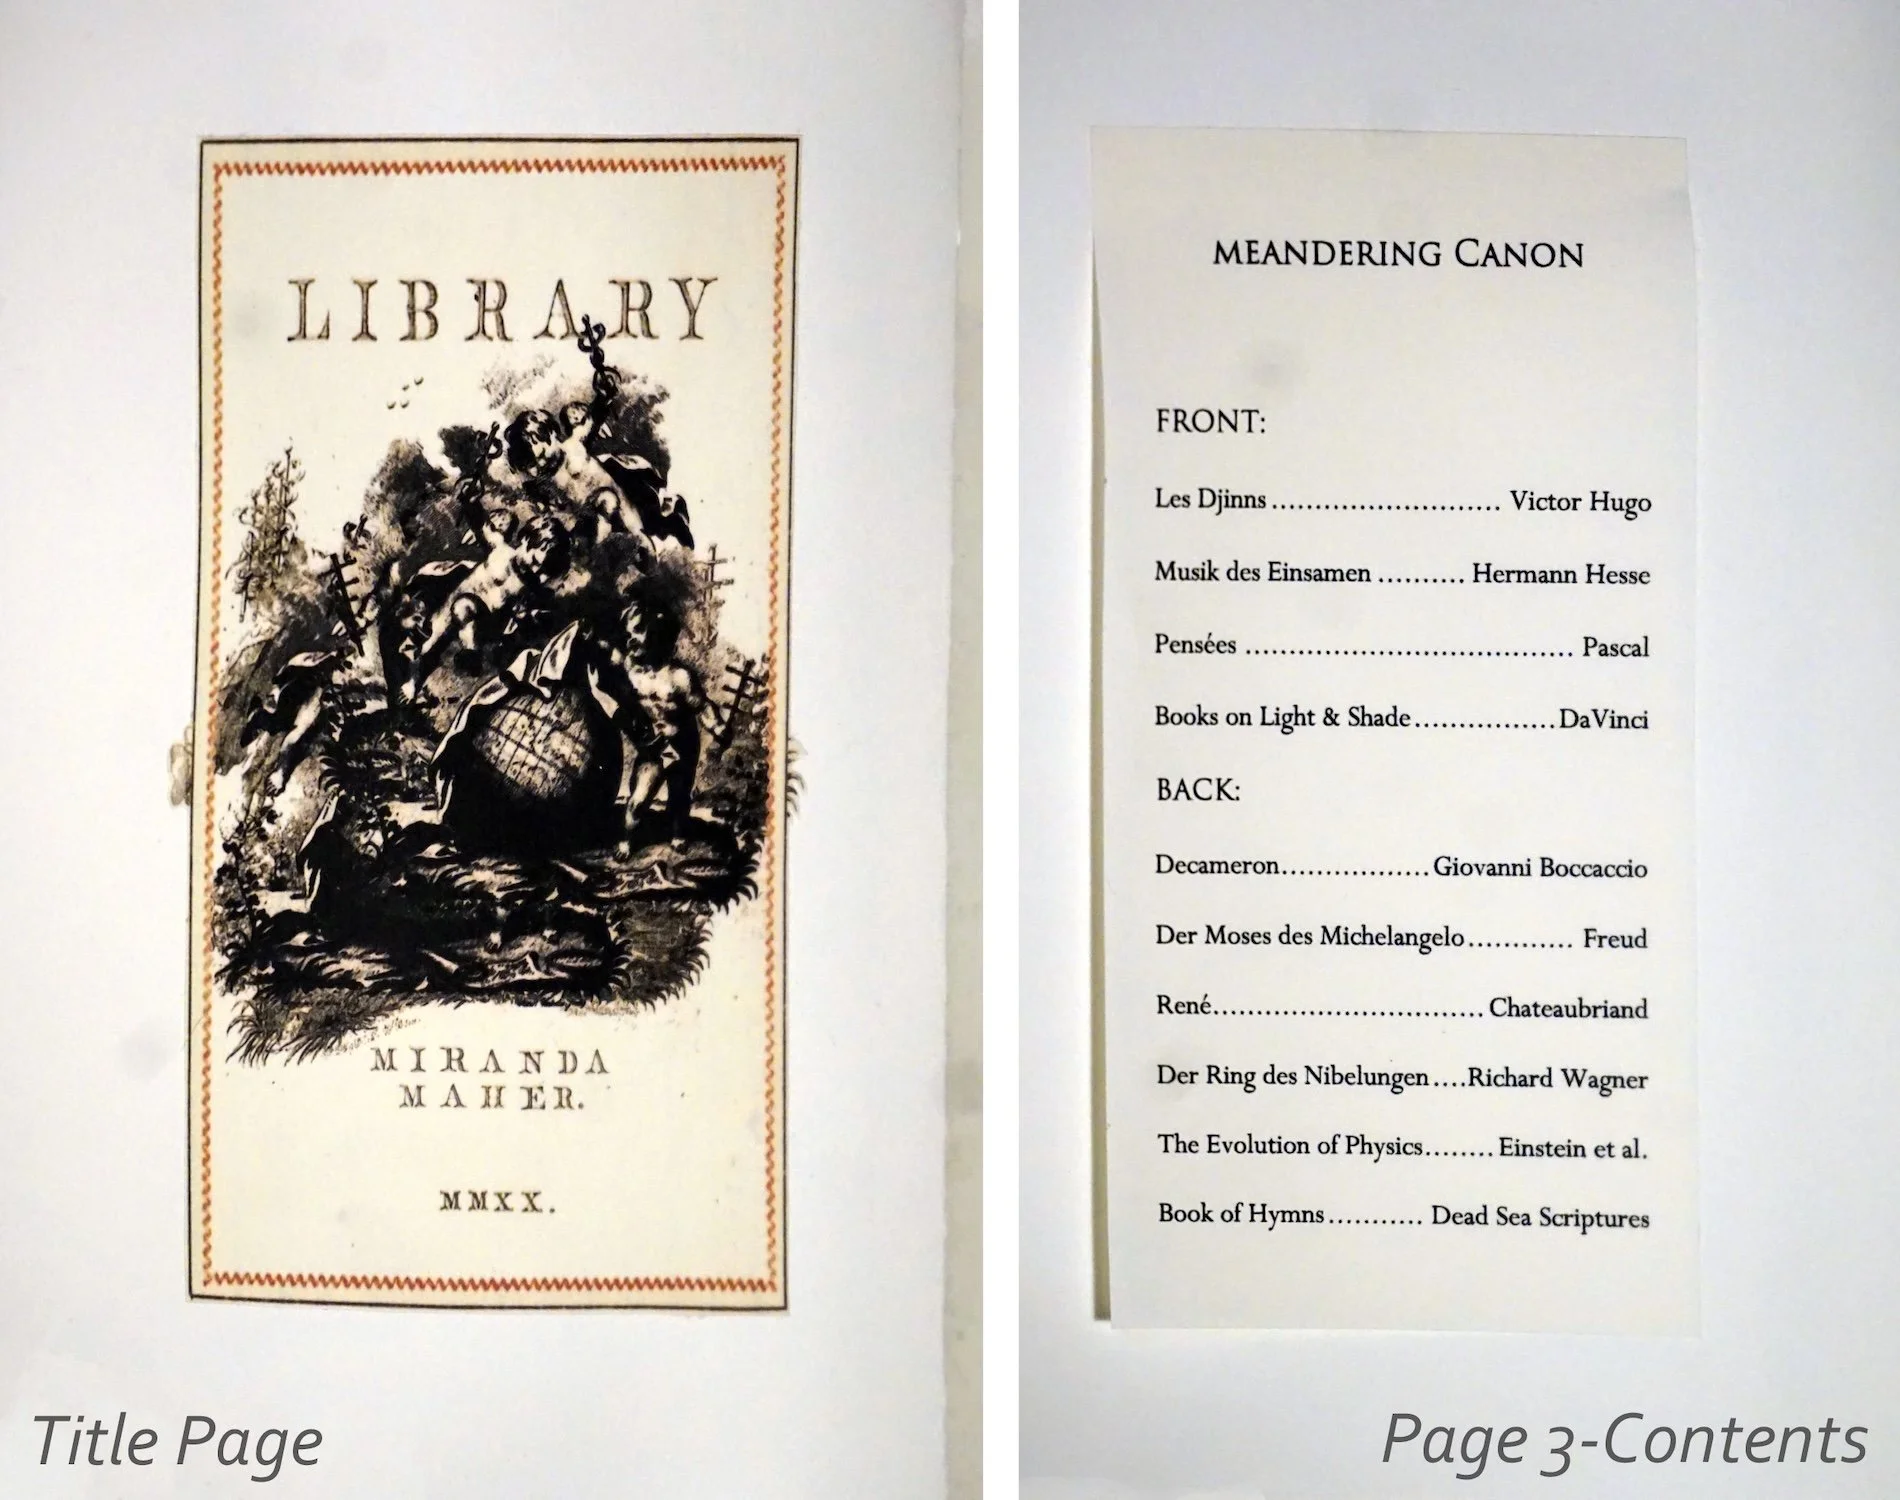 LIBRARY
MIRANDA
MAHER.
MMXX.
Title Page
MEANDERING CANON
FRONT:
Les Djinns .......................... Victor Hugo
Musik des Einsamen .......... Hermann Hesse
Pensées ..................................... Pascal
Books on Light & Shade................DaVinci
BACK:
Decameron.................Giovanni Boccaccio
Der Moses des Michelangelo............ Freud
René............................... Chateaubriand
Der Ring des Nibelungen....Richard Wagner
The Evolution of Physics........ Einstein et al.
Book of Hymns........... Dead Sea Scriptures
Page 3-Contents